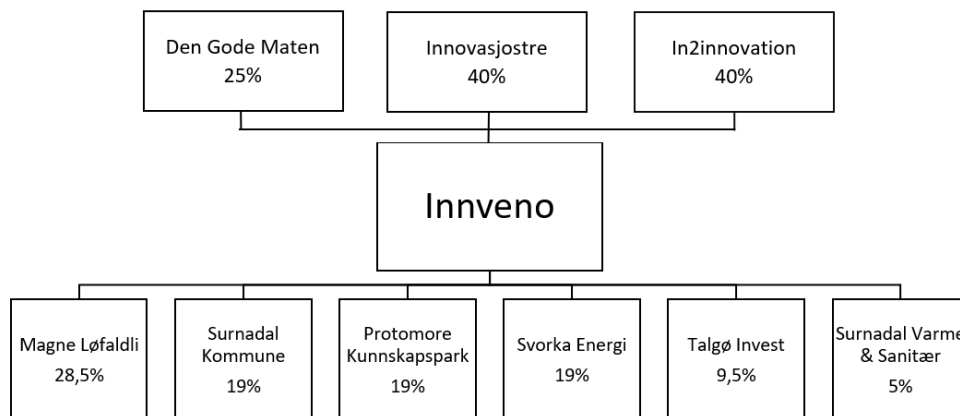 Den Gode Maten
25%
Innovasjostre
40%
In2innovation
40%
Innveno
Magne Løfaldli
28,5%
Surnadal
Kommune
19%
Protomore
Kunnskapspark
19%
Svorka Energi
19%
Talgø Invest
9,5%
Surnadal Varme
& Sanitær
5%